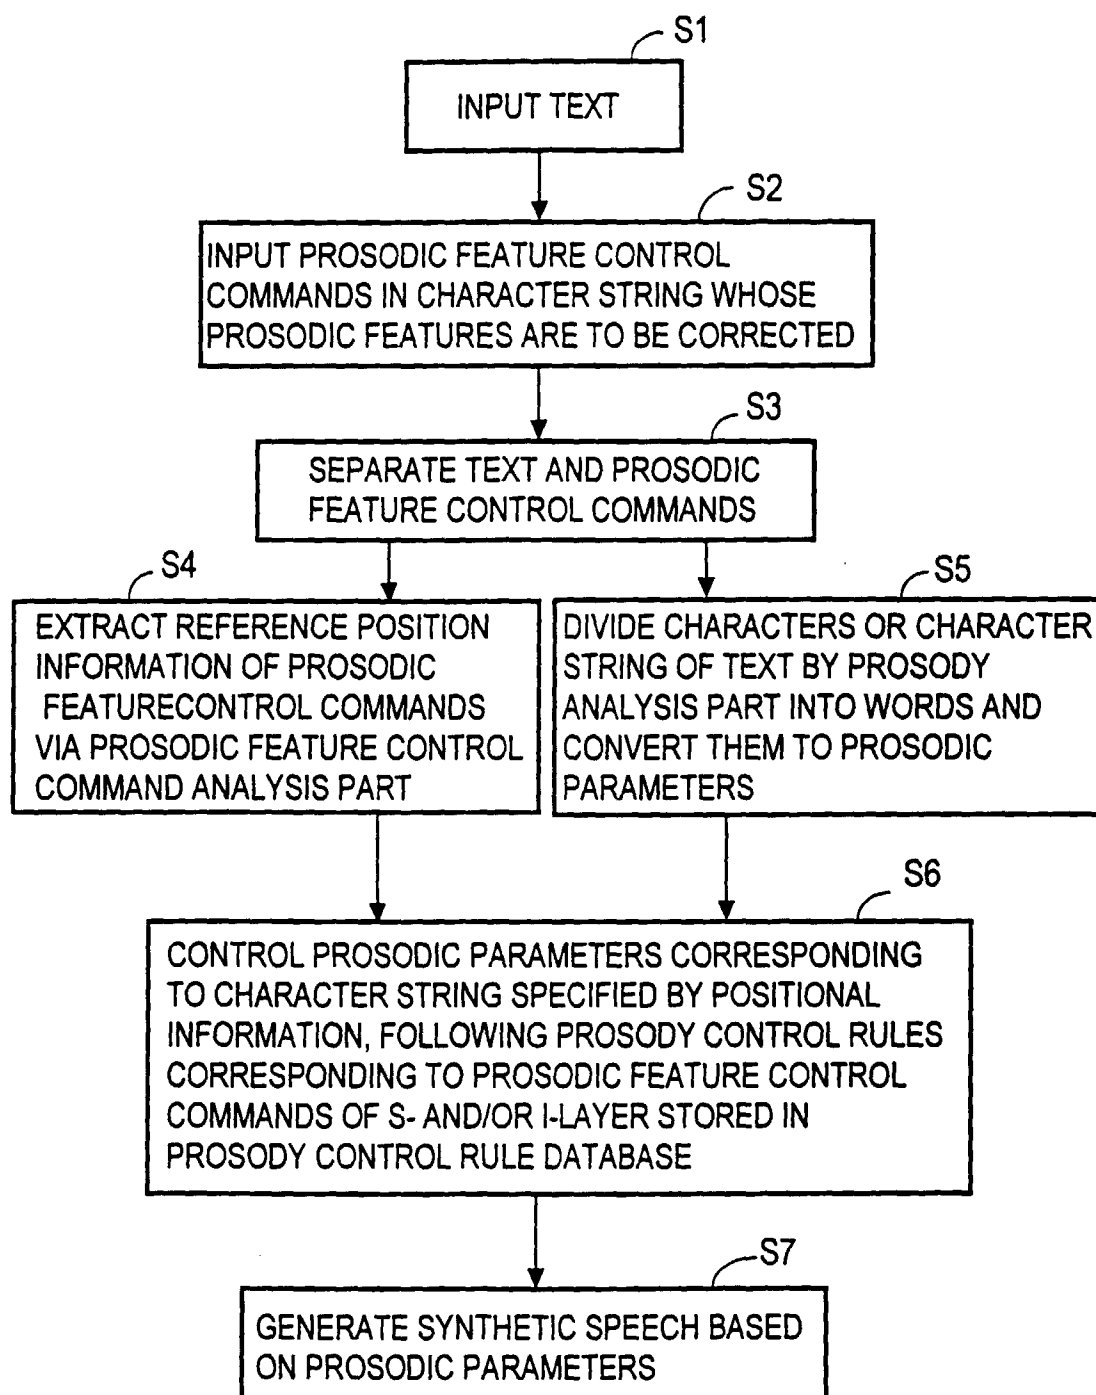 S1
INPUT TEXT
S2
INPUT PROSODIC FEATURE CONTROL
COMMANDS IN CHARACTER STRING WHOSE
PROSODIC FEATURES ARE TO BE CORRECTED
S3
SEPARATE TEXT AND PROSODIC
FEATURE CONTROL COMMANDS
S4
EXTRACT REFERENCE POSITION
INFORMATION OF PROSODIC
FEATURECONTROL COMMANDS
VIA PROSODIC FEATURE CONTROL
COMMAND ANALYSIS PART
S5
DIVIDE CHARACTERS OR CHARACTER
STRING OF TEXT BY PROSODY
ANALYSIS PART INTO WORDS AND
CONVERT THEM TO PROSODIC
PARAMETERS
S6
CONTROL PROSODIC PARAMETERS CORRESPONDING
TO CHARACTER STRING SPECIFIED BY POSITIONAL
INFORMATION, FOLLOWING PROSODY CONTROL RULES
CORRESPONDING TO PROSODIC FEATURE CONTROL
COMMANDS OF S- AND/OR I-LAYER STORED IN
PROSODY CONTROL RULE DATABASE
S7
GENERATE SYNTHETIC SPEECH BASED
ON PROSODIC PARAMETERS